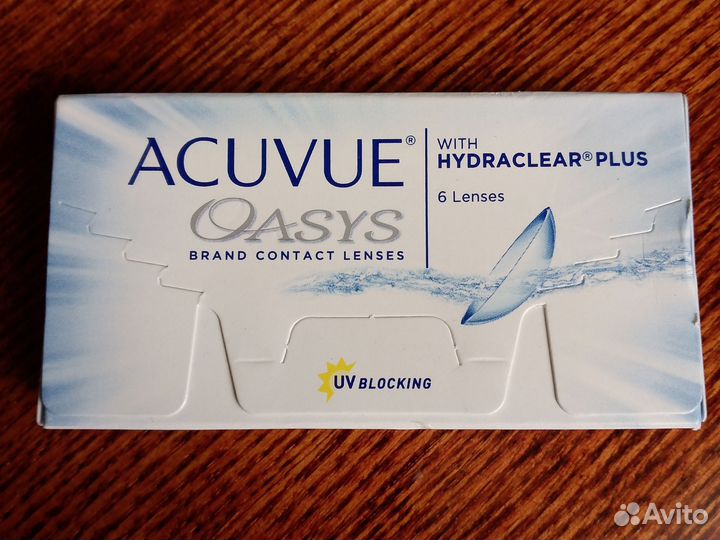 ACUVUE®
OASYS
BRAND CONTACT LENSES
WITH
HYDRACLEAR® PLUS
6 Lenses
UV BLOCKING
Avito